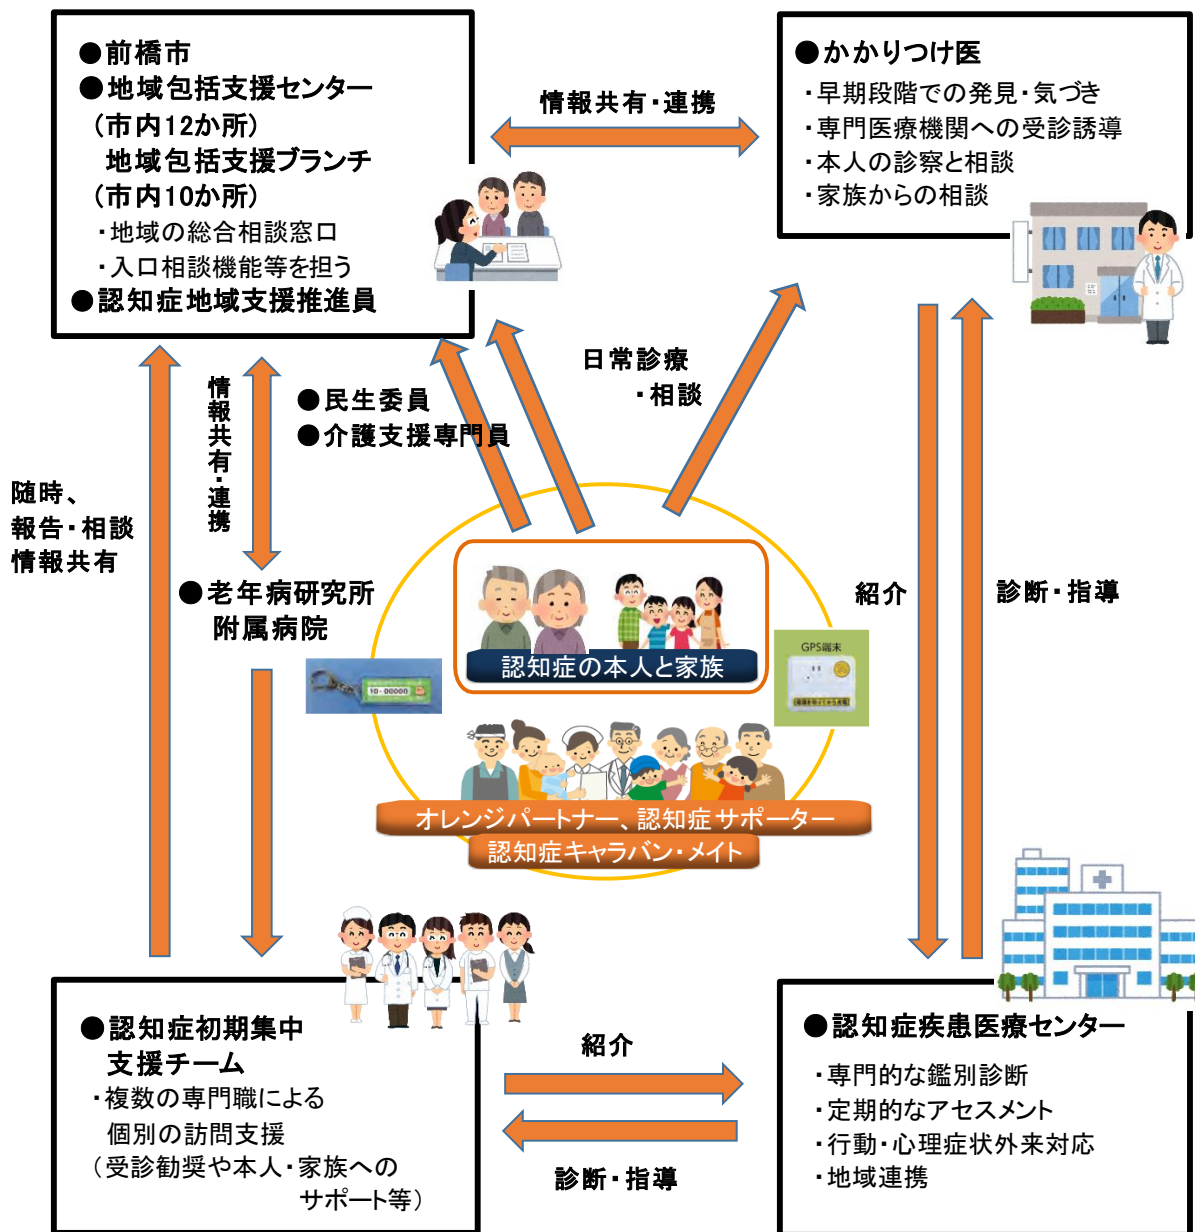 ●前橋市
●地域包括支援センター
(市内12か所)
地域包括支援ブランチ
(市内10か所)
・地域の総合相談窓口
・入口相談機能等を担う
●認知症地域支援推進員
情報共有・連携
●かかりつけ医
・早期段階での発見・気づき
・専門医療機関への受診誘導
・本人の診察と相談
・家族からの相談
日常診療
・相談
情報共有・連携
●民生委員
●介護支援専門員
随時、
報告・相談
情報共有
●老年病研究所
附属病院
紹介
診断・指導
認知症の本人と家族
10-00000
GPS端末
オレンジパートナー、認知症サポーター
認知症キャラバン・メイト
●認知症初期集中
支援チーム
・複数の専門職による
個別の訪問支援
(受診勧奨や本人・家族への
サポート等)
紹介
診断・指導
●認知症疾患医療センター
・専門的な鑑別診断
・定期的なアセスメント
・行動・心理症状外来対応
・地域連携